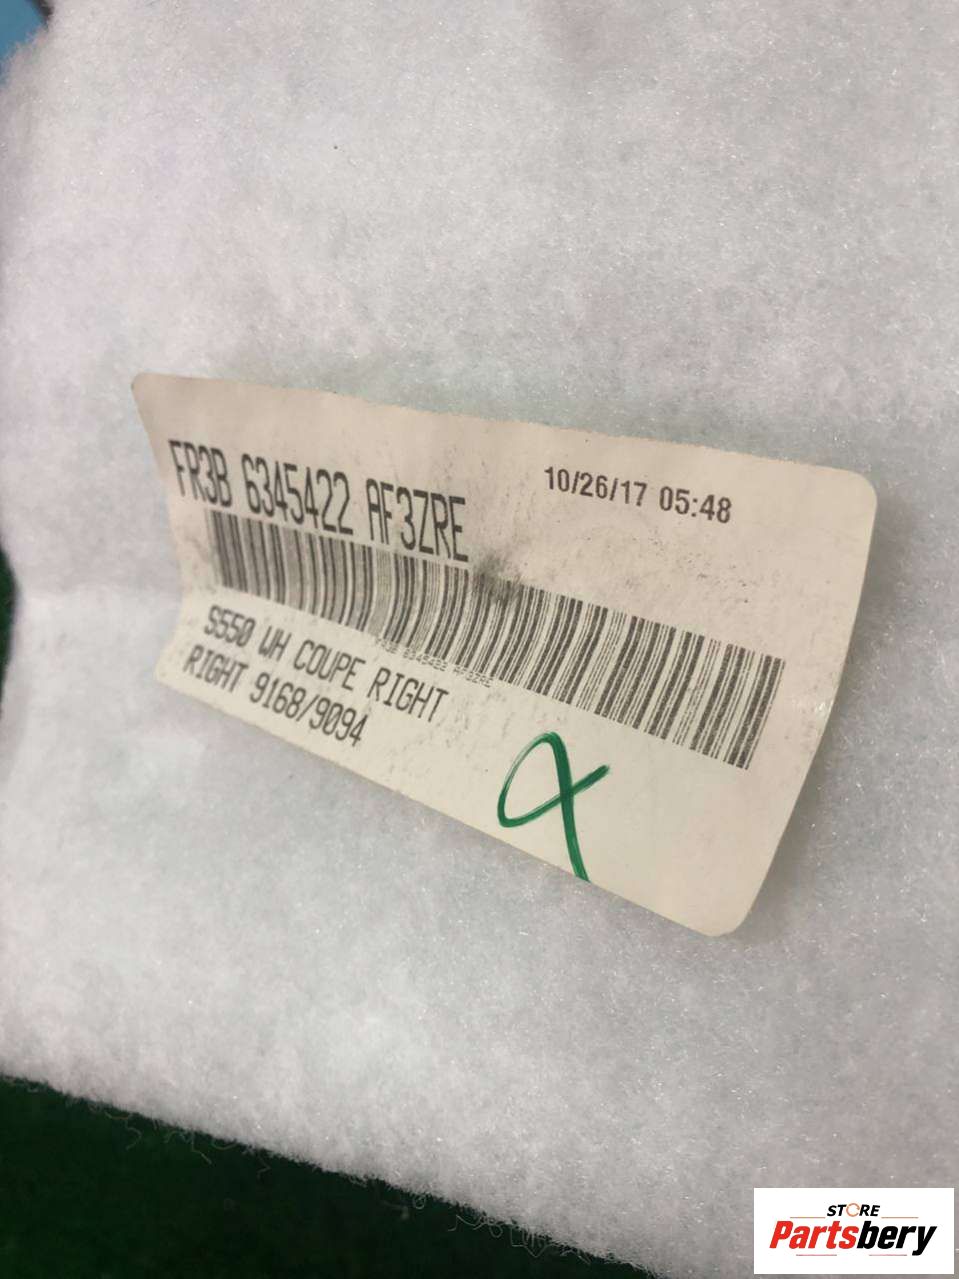 FR3B 6345422 AF3ZRE
10/26/17 05:48
FR3B 6345422 AF3ZRE
S550 WH COUPE RIGHT
RIGHT 9168/9094
STORE
Partsbery